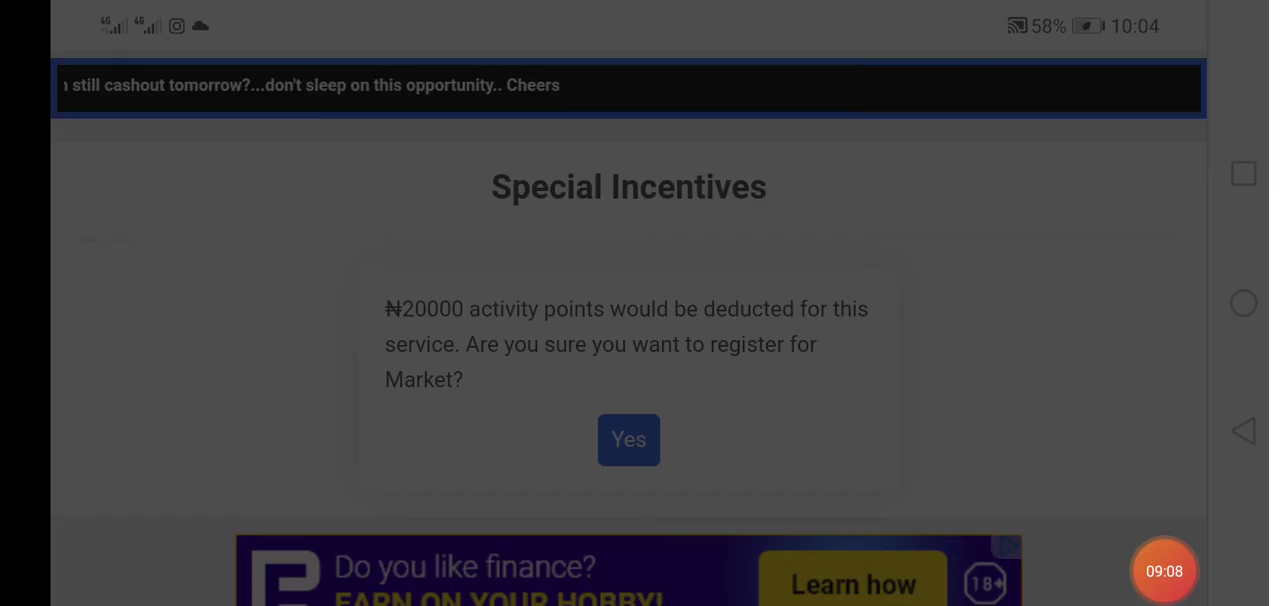 4G 4G 58% 10:04
still cashout tomorrow?...don't sleep on this opportunity.. Cheers
Special Incentives
₦20000 activity points would be deducted for this
service. Are you sure you want to register for
Market?
Yes
Do you like finance?
EARN ON YOUR HOBBY!
Learn how
18+
09:08